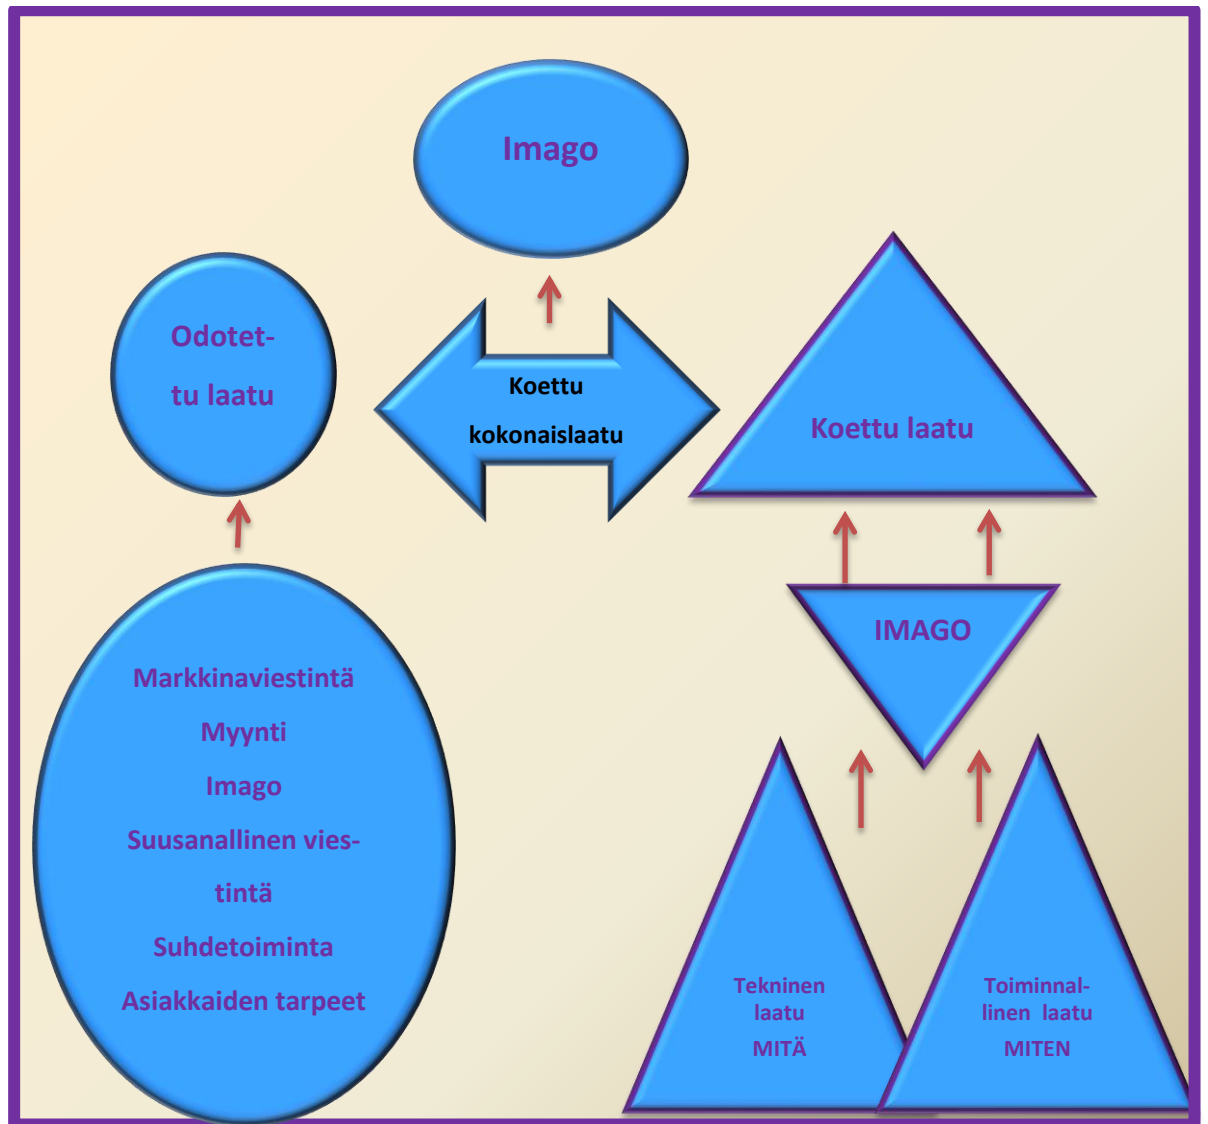 Imago
Odotet-
tu laatu
Koettu
kokonaislaatu
Koettu laatu
IMAGO
Markkinaviestintä
Myynti
Imago
Suusanallinen vies-
tintä
Suhdetoiminta
Asiakkaiden tarpeet
Tekninen
laatu
MITÄ
Toiminnal-
linen laatu
MITEN